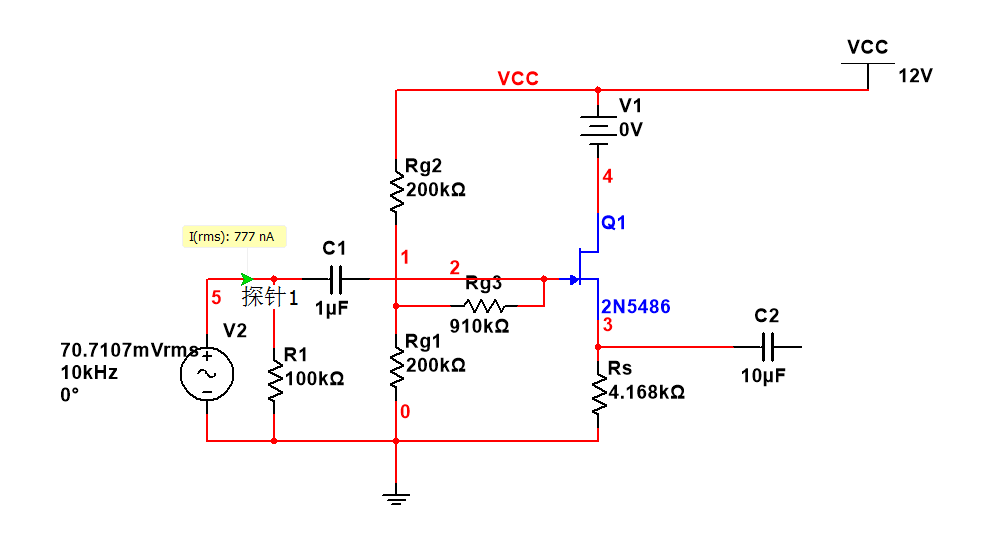 VCC
12V
VCC
V1
0V
4
Rg2
200kΩ
Q1
I(rms): 777 nA
C1
1
2
Rg3
5
探针1
1µF
2N5486
3
910kΩ
C2
V2
Rg1
70.7107mVrms
R1
200kΩ
Rs
10kHz
100kΩ
10µF
0°
4.168kΩ
0